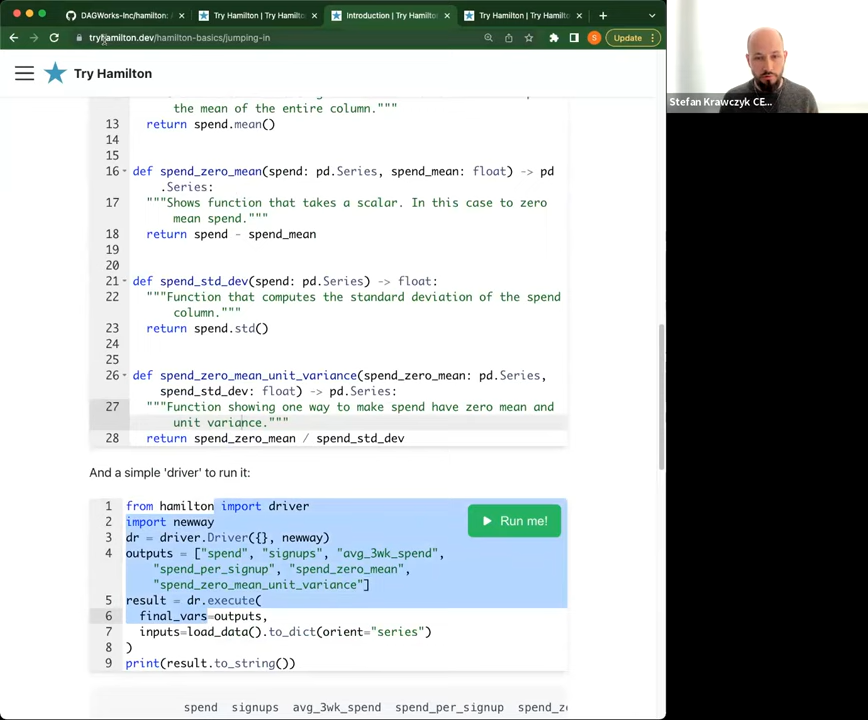 DAGWorks-Inc/hamilton: A
Try Hamilton | Try Hamilton
Introduction | Try Hamilton
Try Hamilton | Try Hamilton
tryhamilton.dev/hamilton-basics/jumping-in
S
Update
Try Hamilton
the mean of the entire column."""
13 return spend.mean()
14
15
16 def spend_zero_mean(spend: pd.Series, spend_mean: float) -> pd
.Series:
17 """Shows function that takes a scalar. In this case to zero
mean spend."""
18 return spend - spend_mean
19
20
21 def spend_std_dev(spend: pd.Series) -> float:
22 """Function that computes the standard deviation of the spend
column."""
23 return spend.std()
24
25
26 def spend_zero_mean_unit_variance(spend_zero_mean: pd.Series,
spend_std_dev: float) -> pd.Series:
27 """Function showing one way to make spend have zero mean and
unit variance."""
28 return spend_zero_mean / spend_std_dev
And a simple 'driver' to run it:
1 from hamilton import driver
2 import newway
3 dr = driver.Driver({}, newway)
4 outputs = ["spend", "signups", "avg_3wk_spend",
"spend_per_signup", "spend_zero_mean",
"spend_zero_mean_unit_variance"]
5 result = dr.execute(
6 final_vars=outputs,
7 inputs=load_data().to_dict(orient="series")
8 )
9 print(result.to_string())
Run me!
spend signups avg_3wk_spend spend_per_signup spend_ze
Stefan Krawczyk CE...